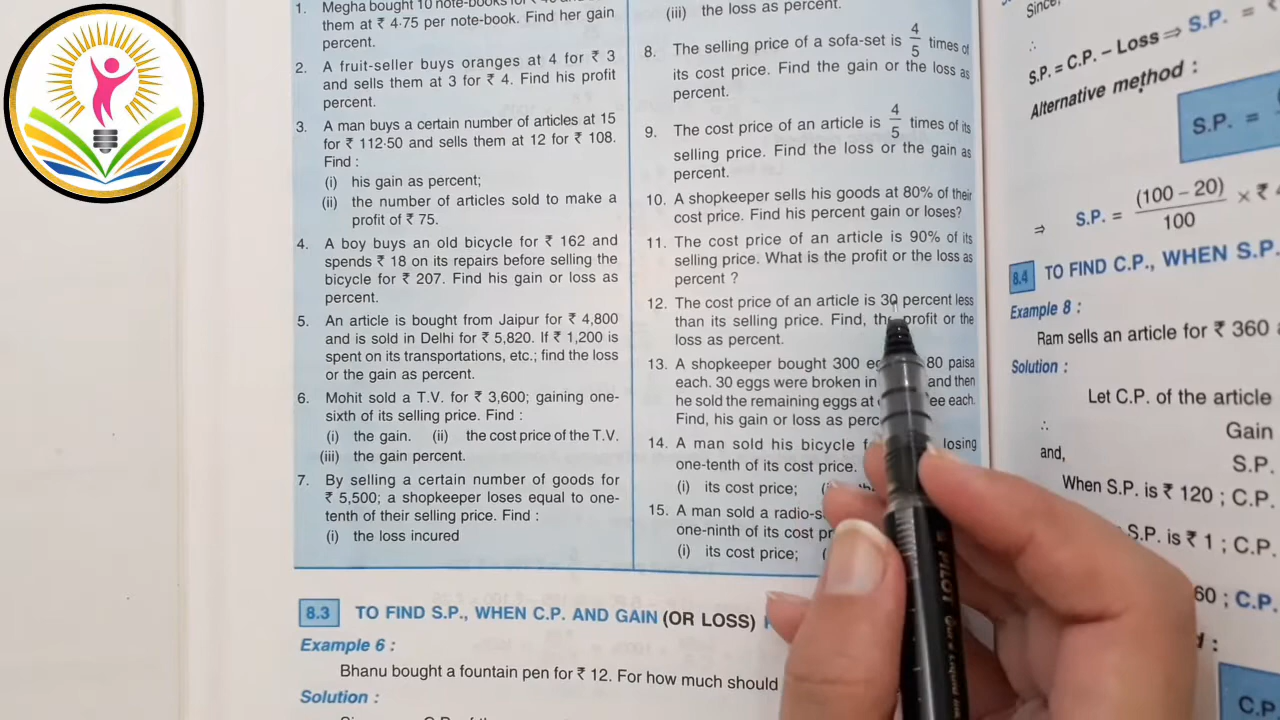 1. Megha bought 10 note-books for
them at ₹ 4·75 per note-book. Find her gain
percent.
2. A fruit-seller buys oranges at 4 for ₹ 3
and sells them at 3 for ₹ 4. Find his profit
percent.
3. A man buys a certain number of articles at 15
for ₹ 112·50 and sells them at 12 for ₹ 108.
Find :
(i) his gain as percent;
(ii) the number of articles sold to make a
profit of ₹ 75.
4. A boy buys an old bicycle for ₹ 162 and
spends ₹ 18 on its repairs before selling the
bicycle for ₹ 207. Find his gain or loss as
percent.
5. An article is bought from Jaipur for ₹ 4,800
and is sold in Delhi for ₹ 5,820. If ₹ 1,200 is
spent on its transportations, etc.; find the loss
or the gain as percent.
6. Mohit sold a T.V. for ₹ 3,600; gaining one-
sixth of its selling price. Find :
(i) the gain. (ii) the cost price of the T.V.
(iii) the gain percent.
7. By selling a certain number of goods for
₹ 5,500; a shopkeeper loses equal to one-
tenth of their selling price. Find :
(i) the loss incured
(iii) the loss as percent.
8. The selling price of a sofa-set is 4/5 times of
its cost price. Find the gain or the loss as
percent.
9. The cost price of an article is 4/5 times of its
selling price. Find the loss or the gain as
percent.
10. A shopkeeper sells his goods at 80% of their
cost price. Find his percent gain or loses?
11. The cost price of an article is 90% of its
selling price. What is the profit or the loss as
percent ?
12. The cost price of an article is 30 percent less
than its selling price. Find, the profit or the
loss as percent.
13. A shopkeeper bought 300 80 paisa
each. 30 eggs were broken in and then
he sold the remaining eggs at each.
Find, his gain or loss as
14. A man sold his bicycle losing
one-tenth of its cost price.
(i) its cost price;
15. A man sold a
one-ninth of its cost
(i) its cost price;
8.3 TO FIND S.P., WHEN C.P. AND GAIN (OR LOSS)
Example 6 :
Bhanu bought a fountain pen for ₹ 12. For how much should
Solution :
Since,
∴
S.P. = C.P. – Loss ⇒ S.P. = ₹
Alternative method :
S.P. =
⇒ S.P. = (100 – 20)/100 × ₹
8.4 TO FIND C.P., WHEN S.P.
Example 8 :
Ram sells an article for ₹ 360
Solution :
Let C.P. of the article
∴ Gain
and, S.P.
When S.P. is ₹ 120 ; C.P.
S.P. is ₹ 1 ; C.P.
60 ; C.P.
C.P.
PILOT